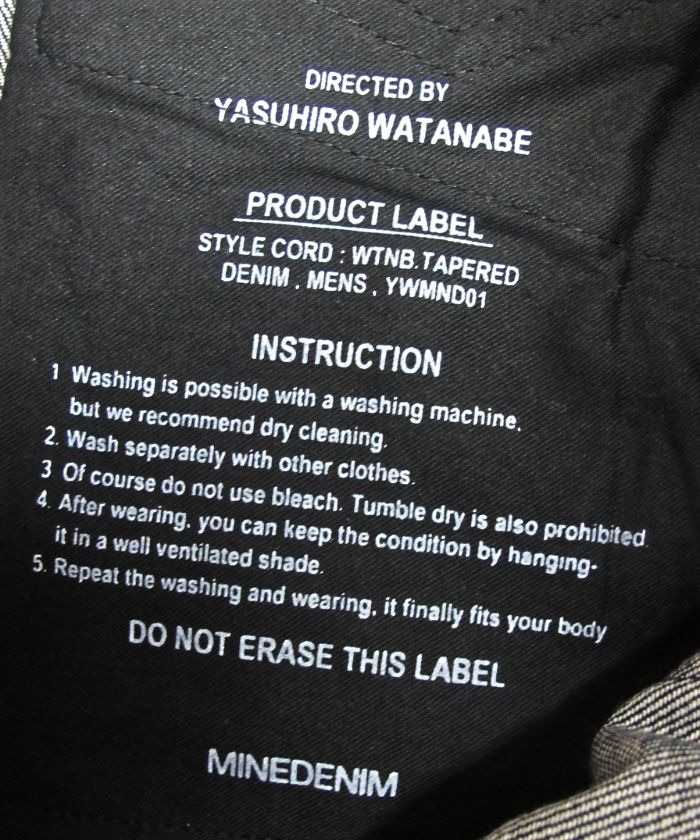 DIRECTED BY
YASUHIRO WATANABE
PRODUCT LABEL
STYLE CORD : WTNB.TAPERED
DENIM . MENS . YWMND01
INSTRUCTION
1 Washing is possible with a washing machine.
but we recommend dry cleaning.
2. Wash separately with other clothes.
3 Of course do not use bleach. Tumble dry is also prohibited.
4. After wearing, you can keep the condition by hanging-
it in a well ventilated shade.
5. Repeat the washing and wearing, it finally fits your body
DO NOT ERASE THIS LABEL
MINEDENIM